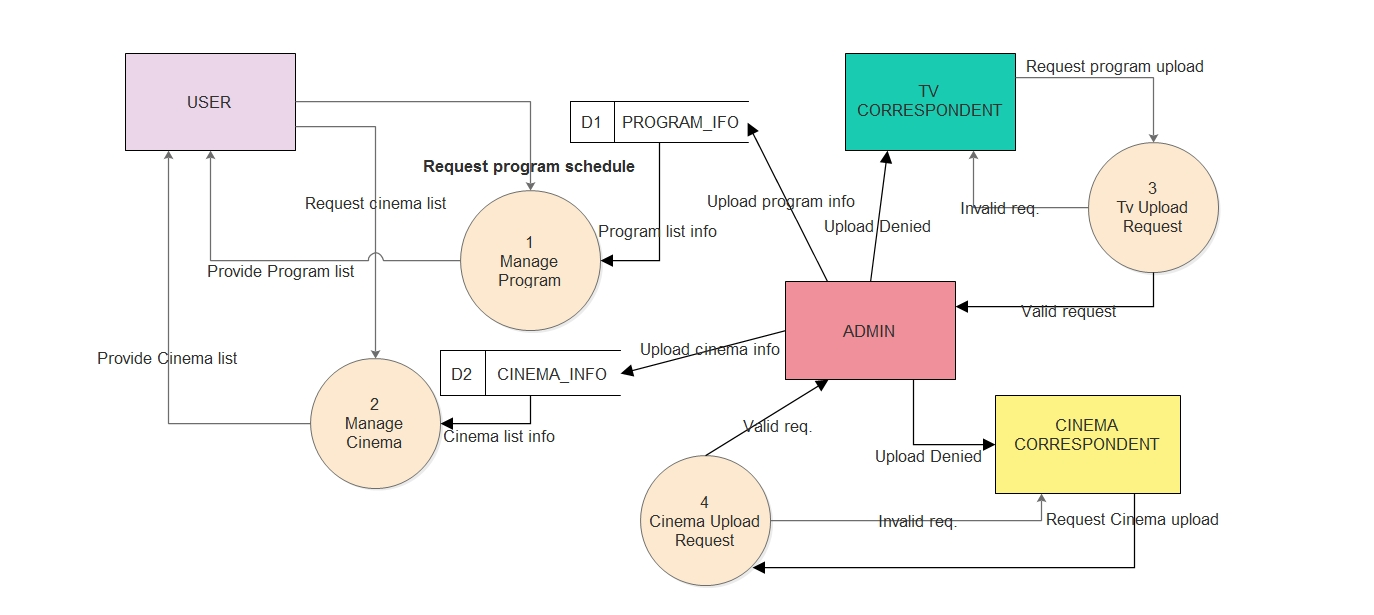 USER
TV
CORRESPONDENT
Request program upload
D1
PROGRAM_IFO
Request program schedule
Request cinema list
Upload program info
Upload Denied
Invalid req.
3
Tv Upload
Request
1
Manage
Program
Program list info
Provide Program list
Valid request
ADMIN
Upload cinema info
Provide Cinema list
D2
CINEMA_INFO
2
Manage
Cinema
Cinema list info
Valid req.
Upload Denied
CINEMA
CORRESPONDENT
4
Cinema Upload
Request
Invalid req.
Request Cinema upload